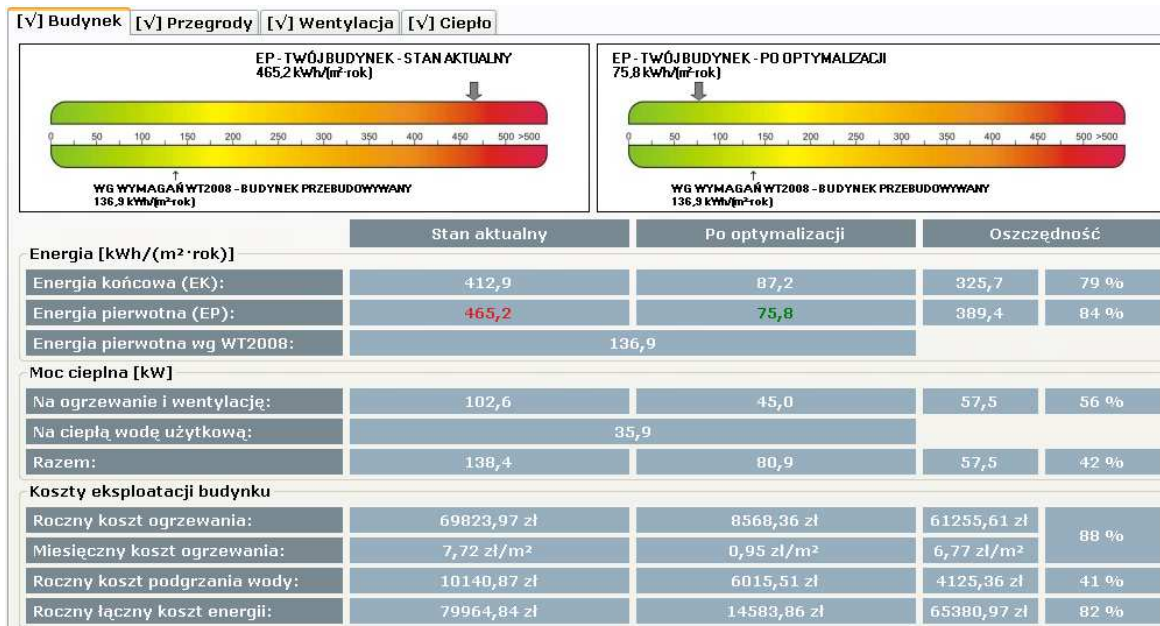 [√] Budynek [√] Przegrody [√] Wentylacja [√] Ciepło
EP - TWÓJ BUDYNEK - STAN AKTUALNY
465,2 kWh/(m²·rok)
0 50 100 150 200 250 300 350 400 450 500 >500
WG WYMAGAŃ WT2008 - BUDYNEK PRZEBUDOWYWANY
136,9 kWh/(m²·rok)
EP - TWÓJ BUDYNEK - PO OPTYMALIZACJI
75,8 kWh/(m²·rok)
0 50 100 150 200 250 300 350 400 450 500 >500
WG WYMAGAŃ WT2008 - BUDYNEK PRZEBUDOWYWANY
136,9 kWh/(m²·rok)
Stan aktualny Po optymalizacji Oszczędność
Energia [kWh/(m²·rok)]
Energia końcowa (EK): 412,9 87,2 325,7 79 %
Energia pierwotna (EP): 465,2 75,8 389,4 84 %
Energia pierwotna wg WT2008: 136,9
Moc cieplna [kW]
Na ogrzewanie i wentylację: 102,6 45,0 57,5 56 %
Na ciepłą wodę użytkową: 35,9
Razem: 138,4 80,9 57,5 42 %
Koszty eksploatacji budynku
Roczny koszt ogrzewania: 69823,97 zł 8568,36 zł 61255,61 zł 88 %
Miesięczny koszt ogrzewania: 7,72 zł/m² 0,95 zł/m² 6,77 zł/m²
Roczny koszt podgrzania wody: 10140,87 zł 6015,51 zł 4125,36 zł 41 %
Roczny łączny koszt energii: 79964,84 zł 14583,86 zł 65380,97 zł 82 %